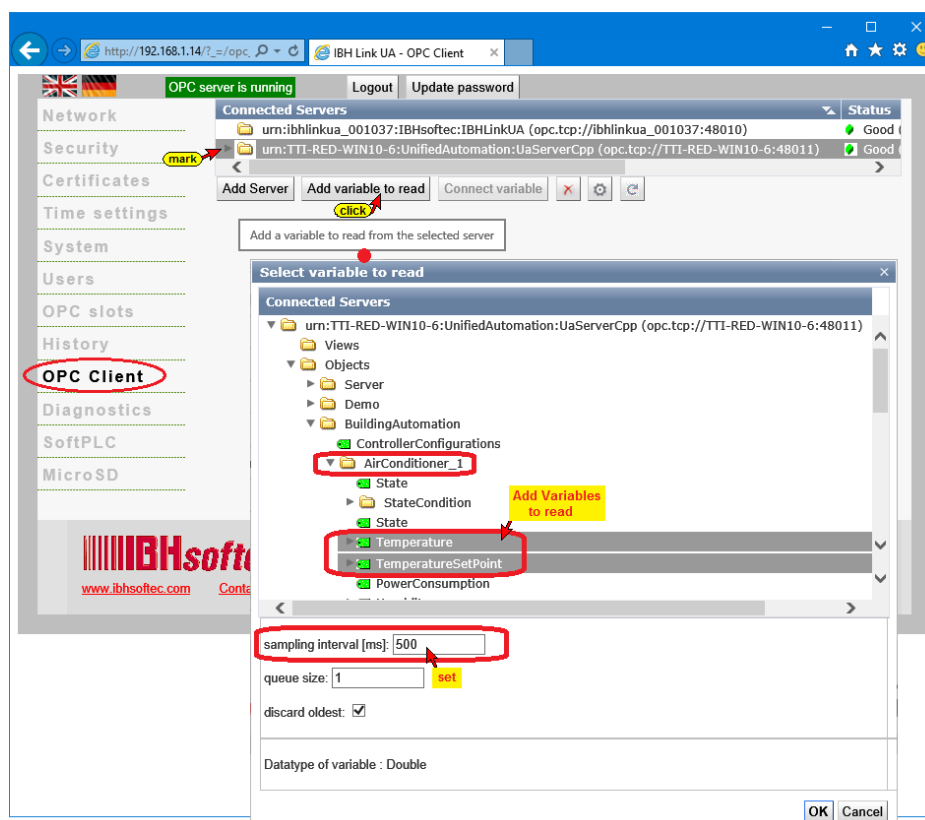 http://192.168.1.14/?_=/opc_
IBH Link UA - OPC Client
OPC server is running
Logout
Update password
Network
Security
Certificates
Time settings
System
Users
OPC slots
History
OPC Client
Diagnostics
SoftPLC
MicroSD
Connected Servers
Status
urn:ibhlinkua_001037:IBHsoftec:IBHLinkUA (opc.tcp://ibhlinkua_001037:48010)
Good (
mark
urn:TTI-RED-WIN10-6:UnifiedAutomation:UaServerCpp (opc.tcp://TTI-RED-WIN10-6:48011)
Good (
Add Server
Add variable to read
Connect variable
click
Add a variable to read from the selected server
Select variable to read
Connected Servers
urn:TTI-RED-WIN10-6:UnifiedAutomation:UaServerCpp (opc.tcp://TTI-RED-WIN10-6:48011)
Views
Objects
Server
Demo
BuildingAutomation
ControllerConfigurations
AirConditioner_1
State
StateCondition
State
Temperature
TemperatureSetPoint
PowerConsumption
Add Variables
to read
sampling interval [ms]: 500
set
queue size: 1
discard oldest:
Datatype of variable : Double
OK
Cancel
IBHsofte
www.ibhsoftec.com
Conta